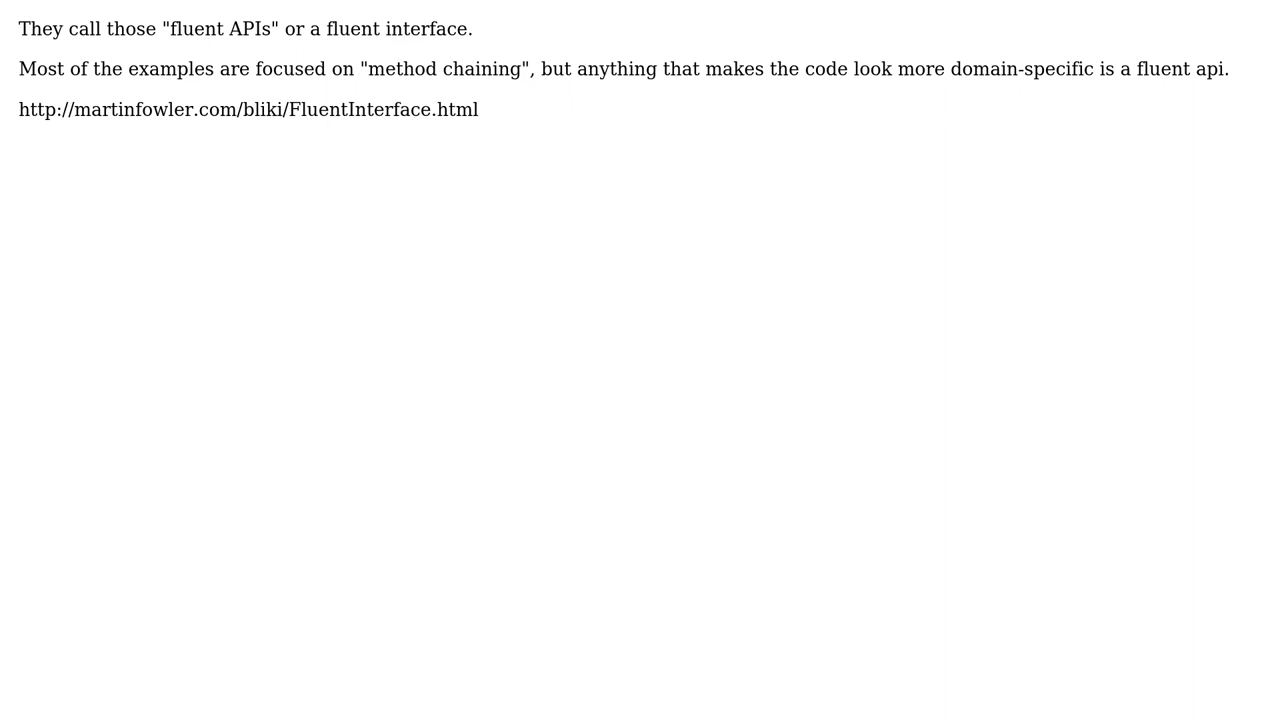 They call those "fluent APIs" or a fluent interface.
Most of the examples are focused on "method chaining", but anything that makes the code look more domain-specific is a fluent api.
http://martinfowler.com/bliki/FluentInterface.html